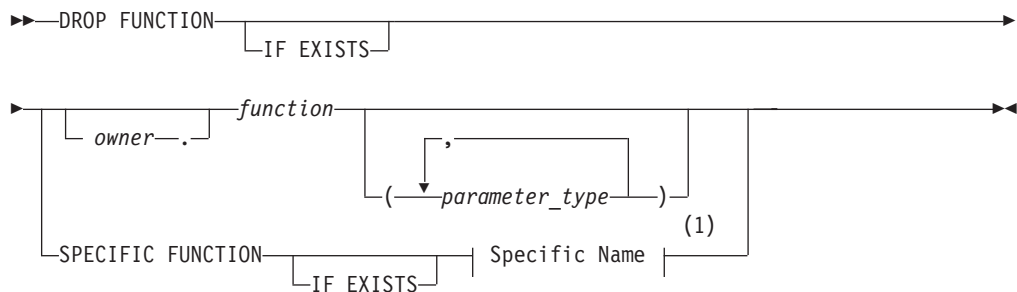 DROP FUNCTION
IF EXISTS
function
owner .
,
( parameter_type )
(1)
SPECIFIC FUNCTION Specific Name
IF EXISTS